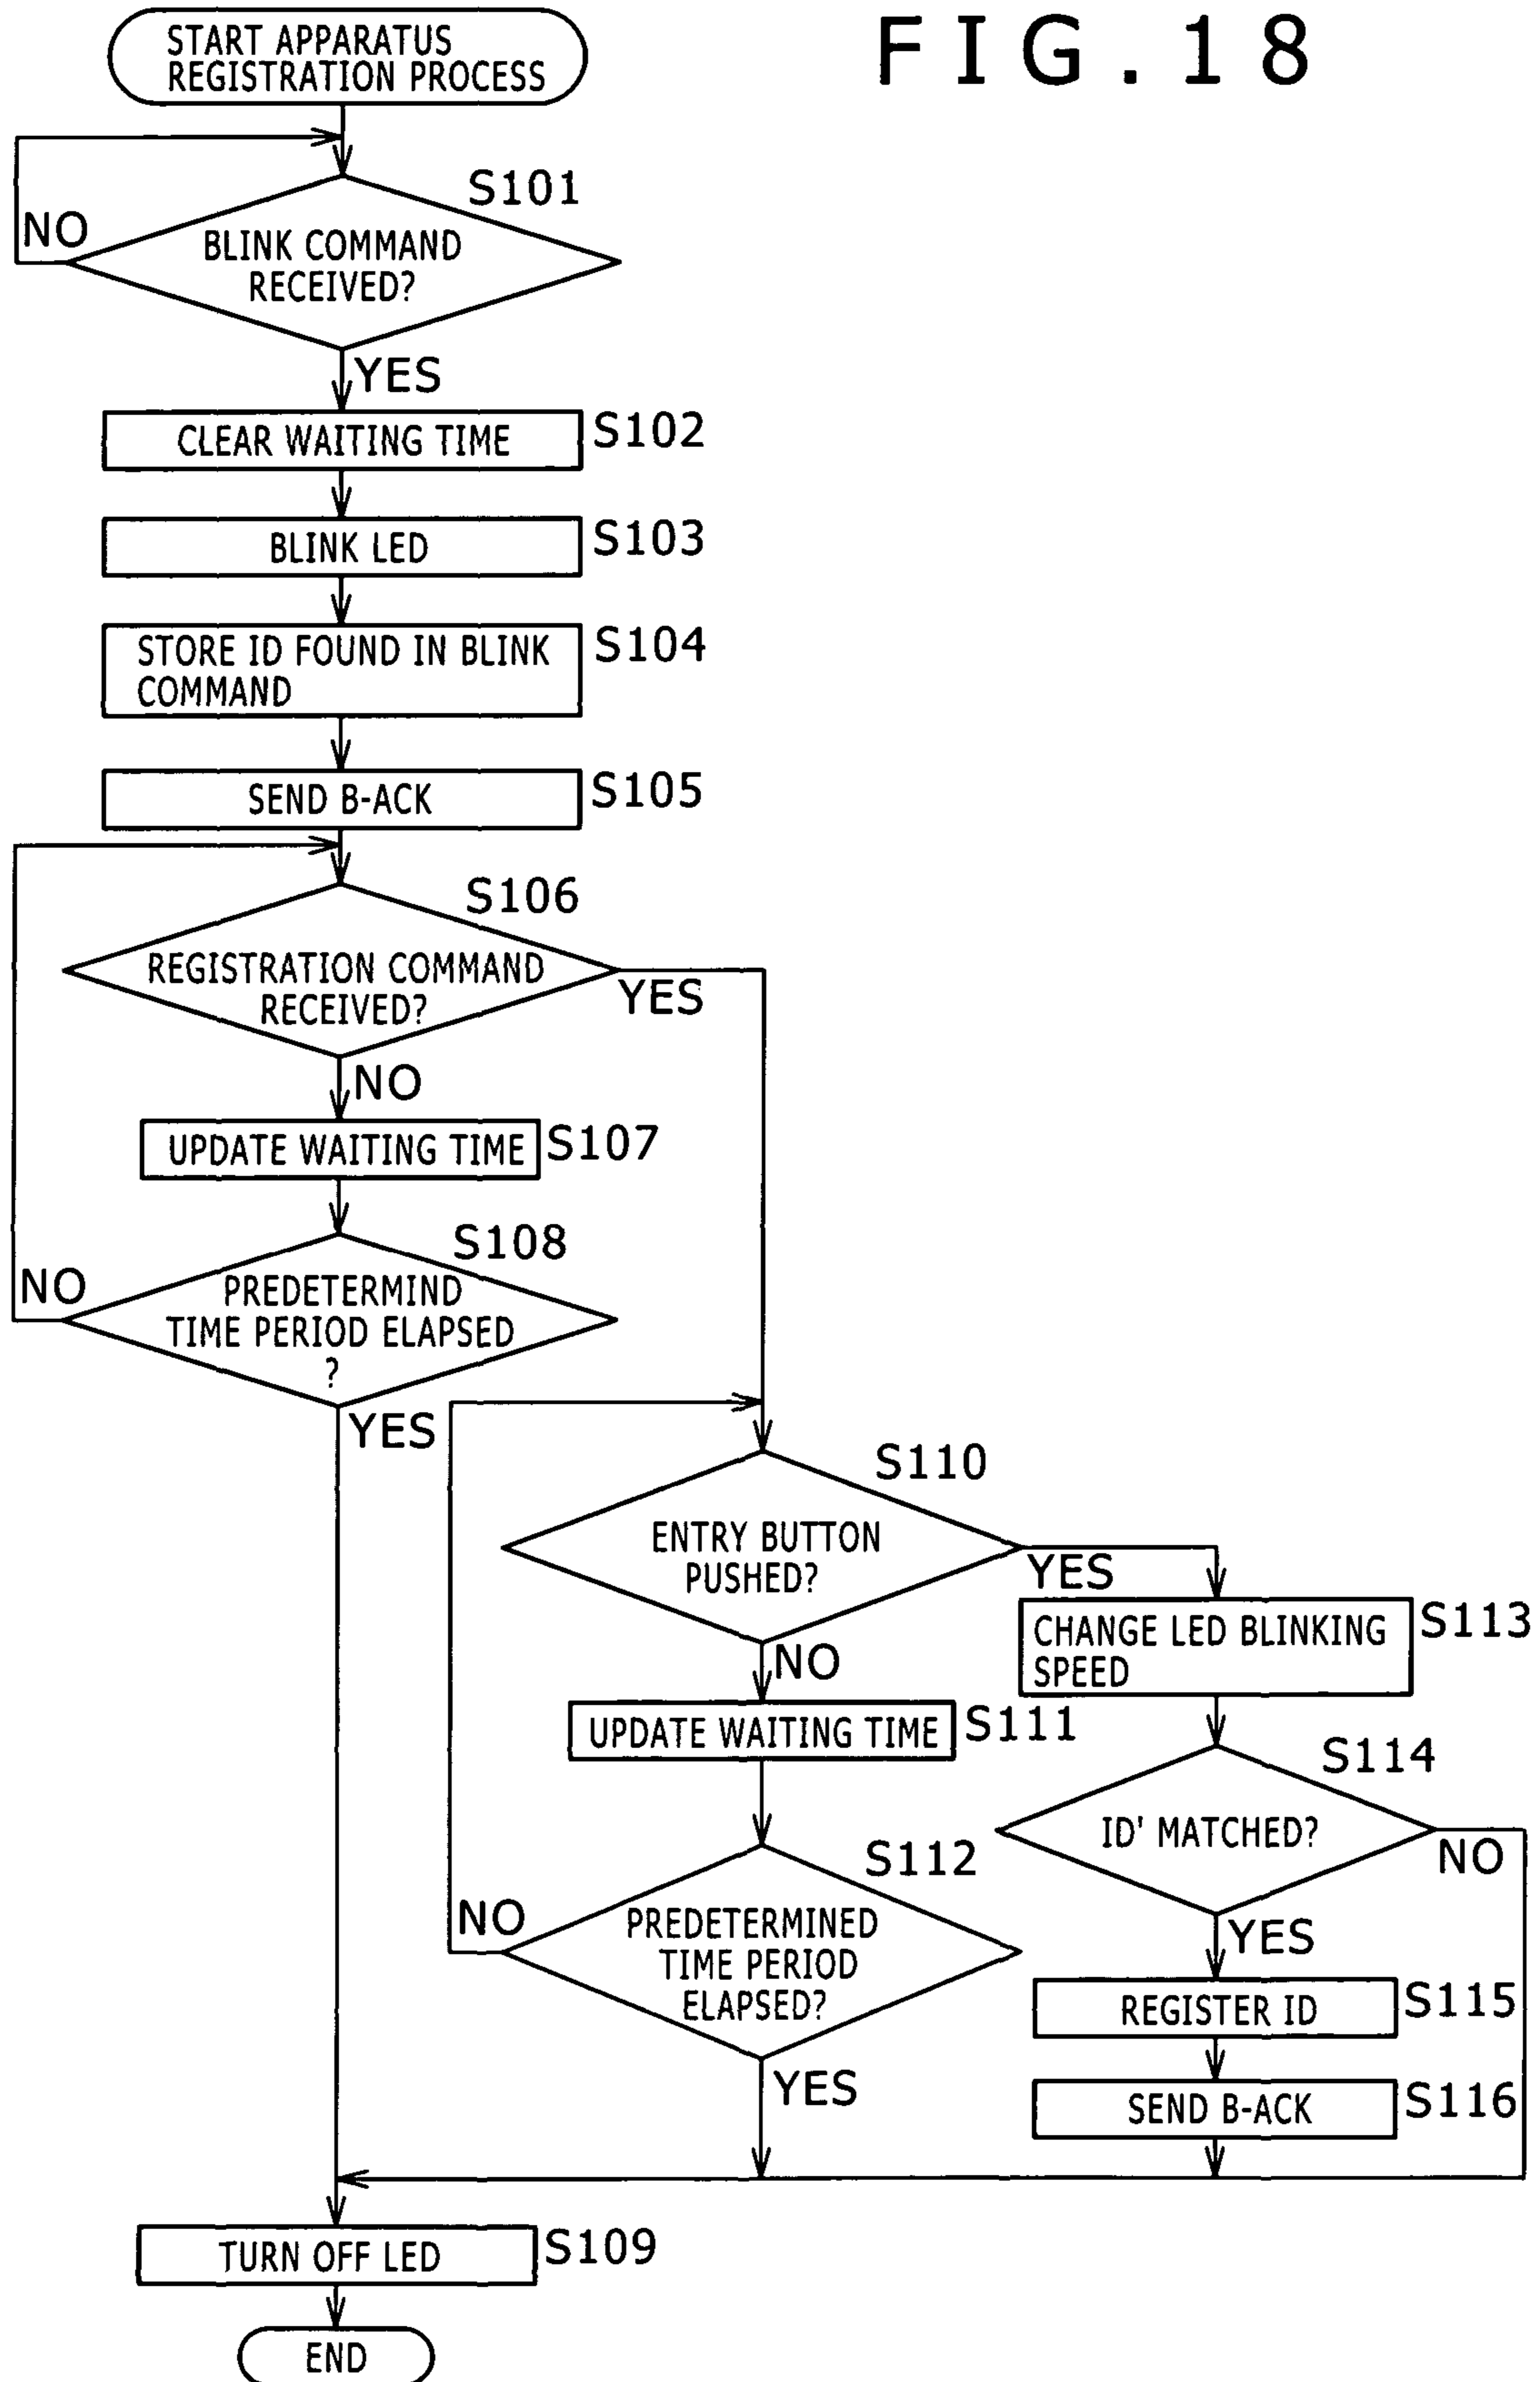 FIG.18
START APPARATUS
REGISTRATION PROCESS
S101
NO
BLINK COMMAND
RECEIVED?
YES
CLEAR WAITING TIME
S102
BLINK LED
S103
STORE ID FOUND IN BLINK
COMMAND
S104
SEND B-ACK
S105
S106
REGISTRATION COMMAND
RECEIVED?
YES
NO
UPDATE WAITING TIME
S107
S108
NO
PREDETERMIND
TIME PERIOD ELAPSED
?
YES
S110
ENTRY BUTTON
PUSHED?
YES
NO
CHANGE LED BLINKING
SPEED
S113
UPDATE WAITING TIME
S111
S114
ID' MATCHED?
NO
S112
NO
PREDETERMINED
TIME PERIOD
ELAPSED?
YES
YES
REGISTER ID
S115
SEND B-ACK
S116
TURN OFF LED
S109
END